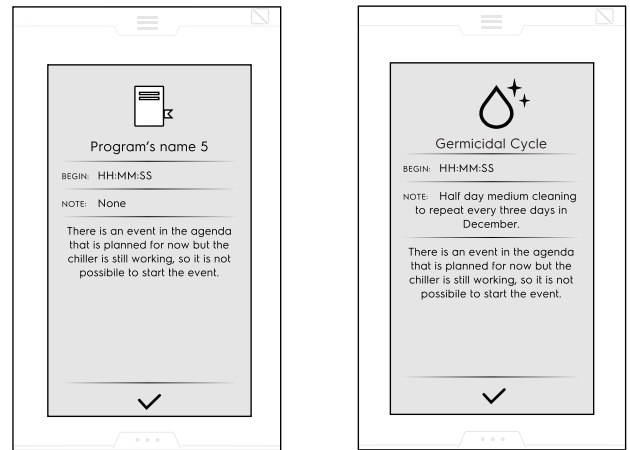 Program's name 5
BEGIN: HH:MM:SS
NOTE: None
There is an event in the agenda
that is planned for now but the
chiller is still working, so it is not
possibile to start the event.
Germicidal Cycle
BEGIN: HH:MM:SS
NOTE: Half day medium cleaning
to repeat every three days in
December.
There is an event in the agenda
that is planned for now but the
chiller is still working, so it is not
possibile to start the event.